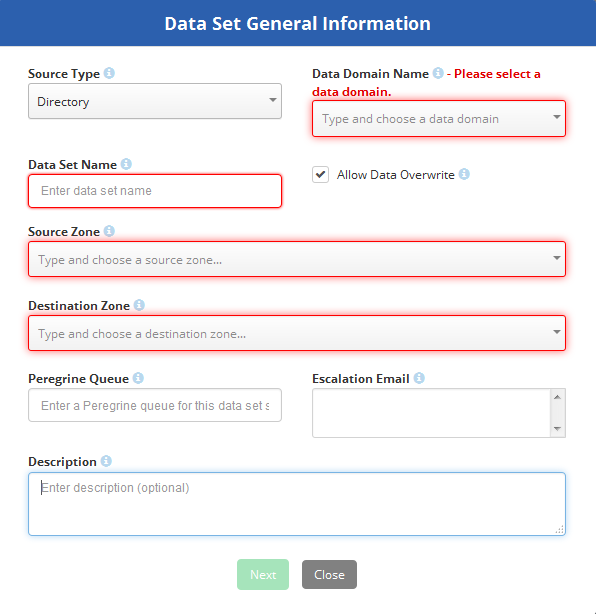 Data Set General Information
Source Type
Directory
Data Domain Name - Please select a
data domain.
Type and choose a data domain
Data Set Name
Enter data set name
Allow Data Overwrite
Source Zone
Type and choose a source zone...
Destination Zone
Type and choose a destination zone...
Peregrine Queue
Enter a Peregrine queue for this data set s
Escalation Email
Description
Enter description (optional)
Next
Close